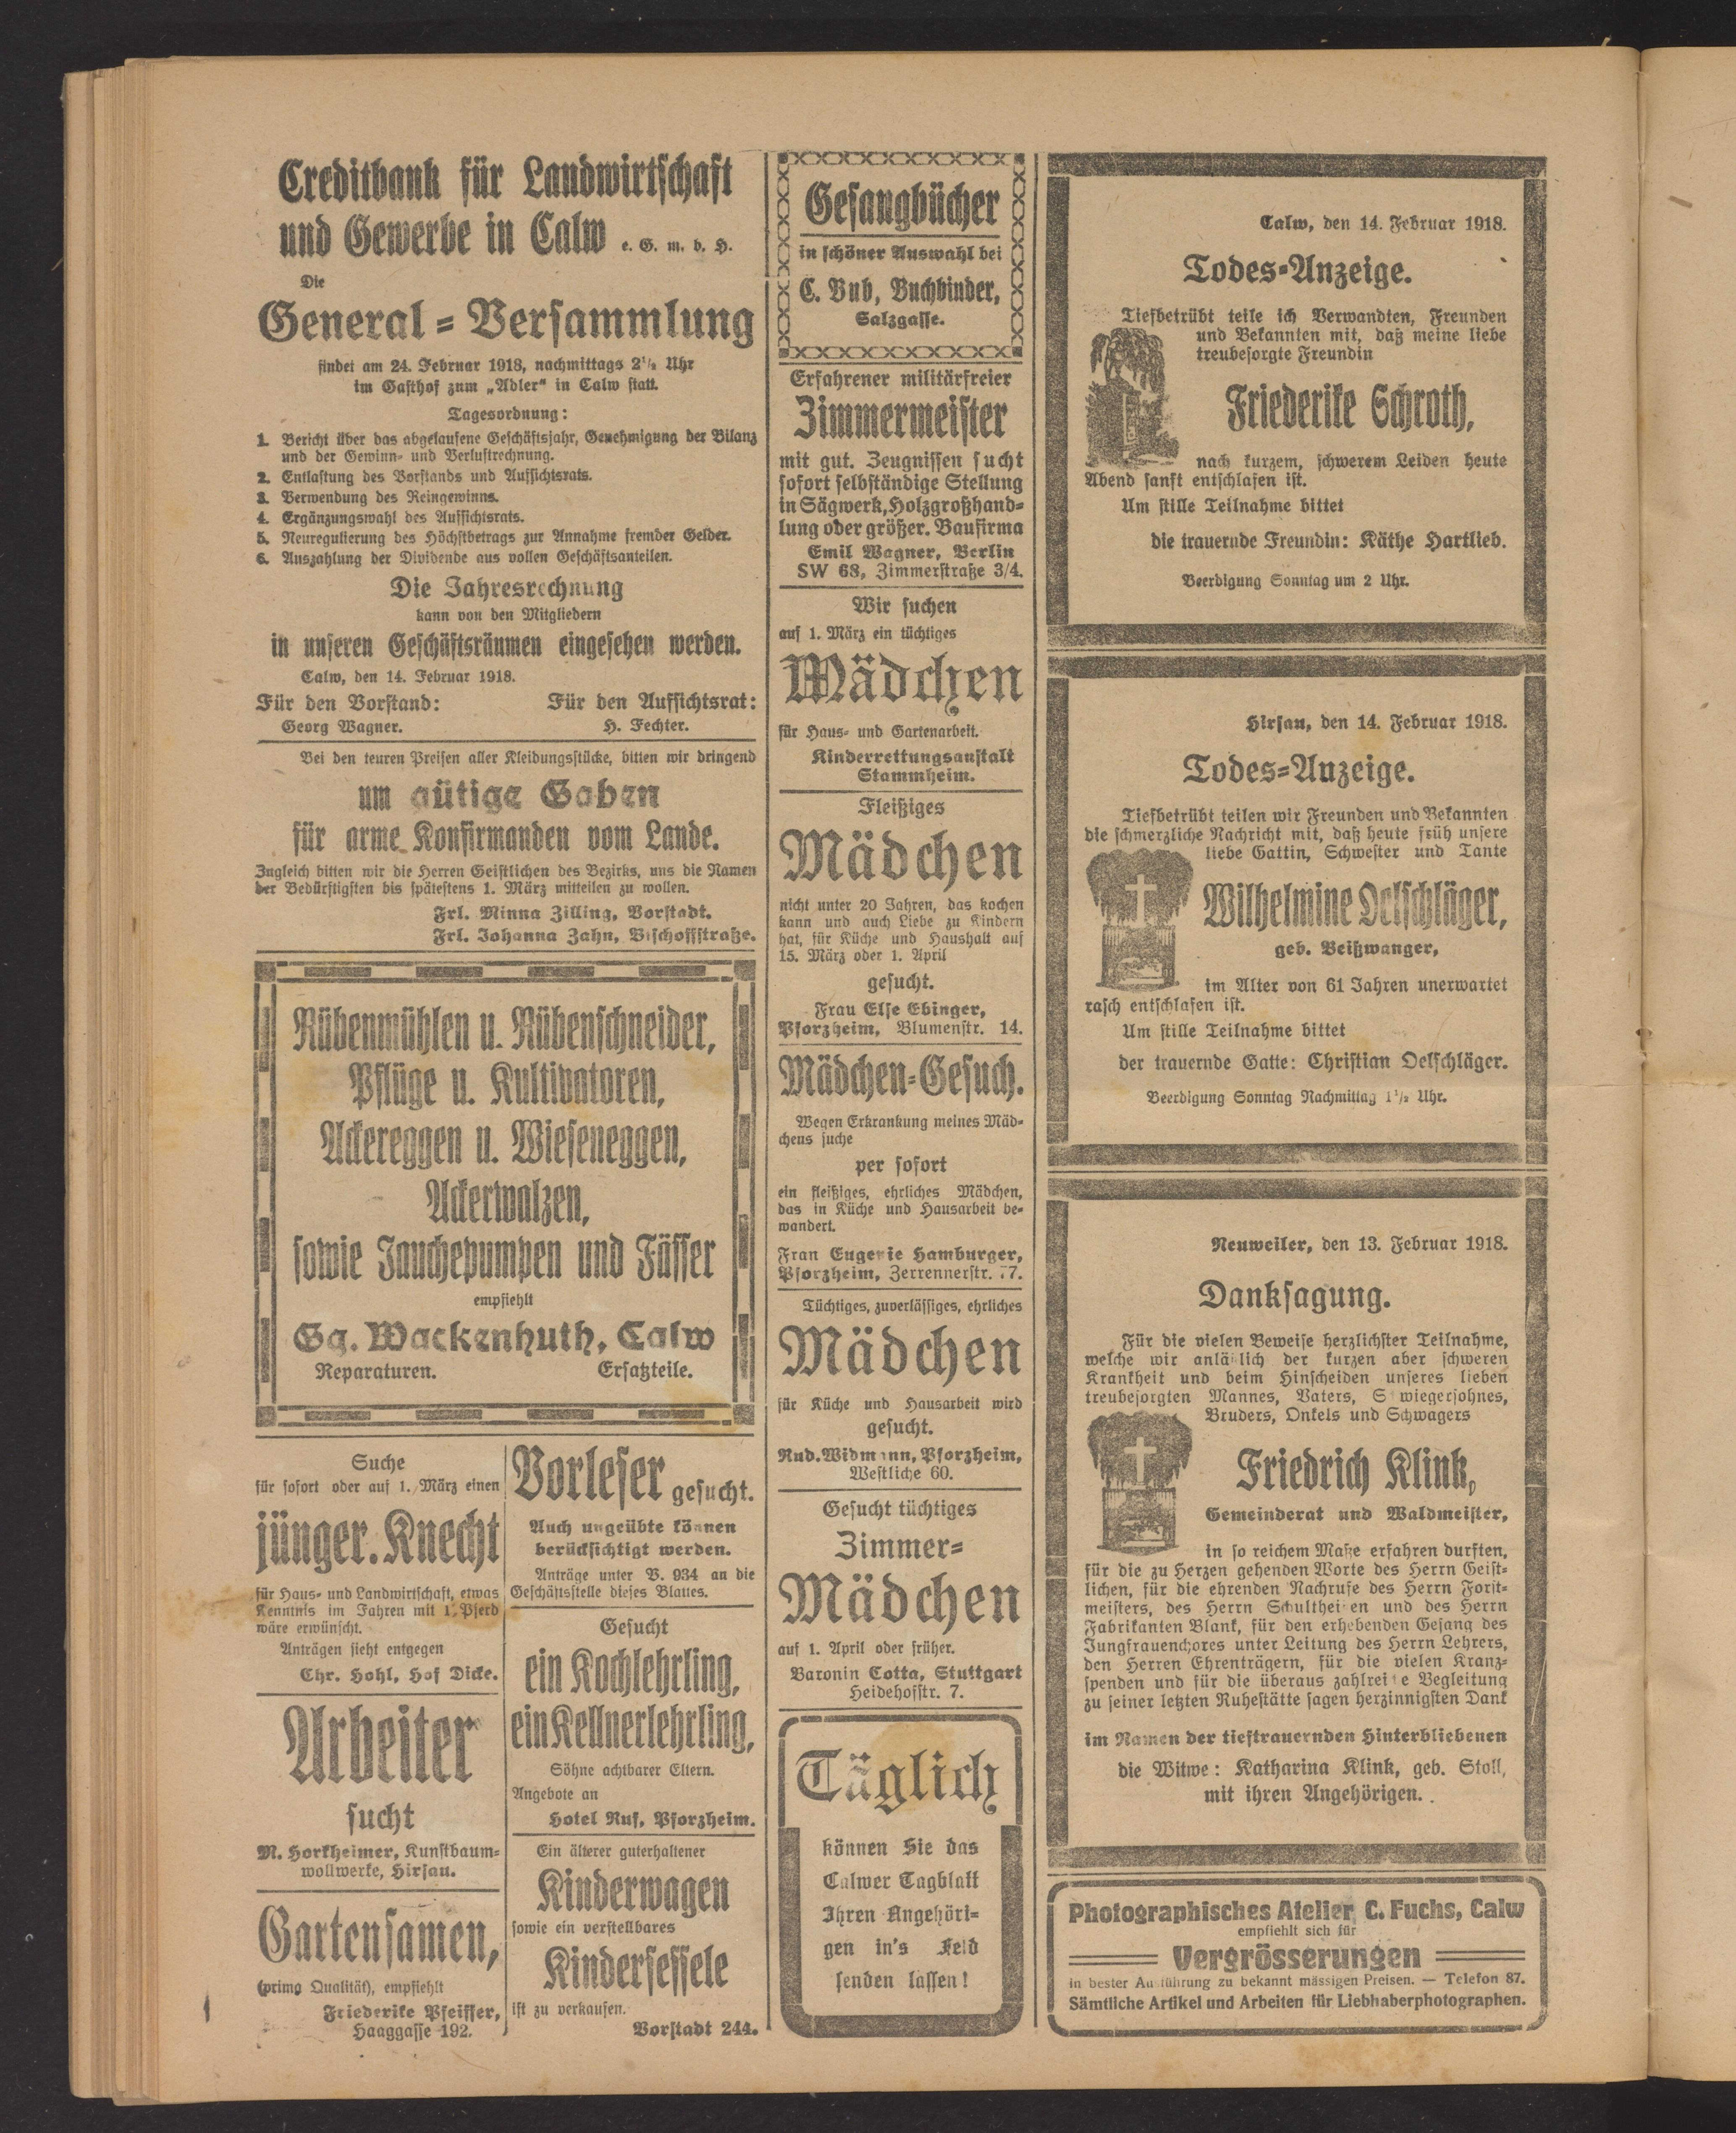 Creditbank für Landwirtschaft
und Gewerbe in Calw e. G. m. b. H.
Die
General=Versammlung
findet am 24. Februar 1918, nachmittags 2½ Uhr
im Gasthof zum „Adler" in Calw statt.
Tagesordnung:
1. Bericht über das abgelaufene Geschäftsjahr, Genehmigung der Bilanz
und der Gewinn= und Verlustrechnung.
2. Entlastung des Vorstands und Aufsichtsrats.
3. Verwendung des Reingewinns.
4. Ergänzungswahl des Aufsichtsrats.
5. Neuregulierung des Höchstbetrags zur Annahme fremder Gelder.
6. Auszahlung der Dividende aus vollen Geschäftsanteilen.
Die Jahresrechnung
kann von den Mitgliedern
in unseren Geschäftsräumen eingesehen werden.
Calw, den 14. Februar 1918.
Für den Vorstand: Für den Aufsichtsrat:
Georg Wagner. H. Fechter.
Bei den teuren Preisen aller Kleidungsstücke, bitten wir dringend
um gütige Gaben
für arme Konfirmanden vom Lande.
Zugleich bitten wir die Herren Geistlichen des Bezirks, uns die Namen
der Bedürftigsten bis spätestens 1. März mitteilen zu wollen.
Frl. Minna Zilling, Vorstadt.
Frl. Johanna Zahn, Bischofsstraße.
Rübenmühlen u. Rübenschneider,
Pflüge u. Kultivatoren,
Ackereggen u. Wieseneggen,
Ackerwalzen,
sowie Jauchepumpen und Fässer
empfiehlt
Gg. Wackenhuth, Calw
Reparaturen. Ersatzteile.
Suche
für sofort oder auf 1. März einen
jünger. Knecht
für Haus= und Landwirtschaft, etwas
Kenntnis im Fahren mit 1 Pferd
wäre erwünscht.
Anträgen sieht entgegen
Chr. Hohl, Hof Dicke.
Arbeiter
sucht
M. Horkheimer, Kunstbaum=
wollwerke, Hirsau.
Gartensamen,
(prima Qualität), empfiehlt
Friederike Pfeiffer,
Haaggasse 192.
Vorleser gesucht.
Auch ungeübte können
berücksichtigt werden.
Anträge unter B. 934 an die
Geschäftsstelle dieses Blattes.
Gesucht
ein Kochlehrling,
ein Kellnerlehrling,
Söhne achtbarer Eltern.
Angebote an
Hotel Ruf, Pforzheim.
Ein älterer guterhaltener
Kinderwagen
sowie ein verstellbares
Kindersessele
ist zu verkaufen.
Vorstadt 244.
Gesangbücher
in schöner Auswahl bei
C. Bub, Buchbinder,
Salzgasse.
Erfahrener militärfreier
Zimmermeister
mit gut. Zeugnissen sucht
sofort selbständige Stellung
in Sägwerk, Holzgroßhand=
lung oder größer. Baufirma
Emil Wagner, Berlin
SW 68, Zimmerstraße 3/4.
Wir suchen
auf 1. März ein tüchtiges
Mädchen
für Haus= und Gartenarbeit.
Kinderrettungsanstalt
Stammheim.
Fleißiges
Mädchen
nicht unter 20 Jahren, das kochen
kann und auch Liebe zu Kindern
hat, für Küche und Haushalt auf
15. März oder 1. April
gesucht.
Frau Else Ebinger,
Pforzheim, Blumenstr. 14.
Mädchen=Gesuch.
Wegen Erkrankung meines Mäd=
chens suche
per sofort
ein fleißiges, ehrliches Mädchen,
das in Küche und Hausarbeit be=
wandert.
Frau Eugenie Hamburger,
Pforzheim, Zerrennerstr. 77.
Tüchtiges, zuverlässiges, ehrliches
Mädchen
für Küche und Hausarbeit wird
gesucht.
Rud. Widmann, Pforzheim,
Westliche 60.
Gesucht tüchtiges
Zimmer=
Mädchen
auf 1. April oder früher.
Baronin Cotta, Stuttgart
Heidehofstr. 7.
Täglich
können Sie das
Calwer Tagblatt
Ihren Angehöri=
gen in's Feld
senden lassen!
Calw, den 14. Februar 1918.
Todes=Anzeige.
Tiefbetrübt teile ich Verwandten, Freunden
und Bekannten mit, daß meine liebe
treubesorgte Freundin
Friederike Schroth,
nach kurzem, schwerem Leiden heute
Abend sanft entschlafen ist.
Um stille Teilnahme bittet
die trauernde Freundin: Käthe Hartlieb.
Beerdigung Sonntag um 2 Uhr.
Hirsau, den 14. Februar 1918.
Todes=Anzeige.
Tiefbetrübt teilen wir Freunden und Bekannten
die schmerzliche Nachricht mit, daß heute früh unsere
liebe Gattin, Schwester und Tante
Wilhelmine Oelschläger,
geb. Beißwanger,
im Alter von 61 Jahren unerwartet
rasch entschlafen ist.
Um stille Teilnahme bittet
der trauernde Gatte: Christian Oelschläger.
Beerdigung Sonntag Nachmittag 1½ Uhr.
Neuweiler, den 13. Februar 1918.
Danksagung.
Für die vielen Beweise herzlichster Teilnahme,
welche wir anläßlich der kurzen aber schweren
Krankheit und beim Hinscheiden unseres lieben
treubesorgten Mannes, Vaters, Schwiegersohnes,
Bruders, Onkels und Schwagers
Friedrich Klink,
Gemeinderat und Waldmeister,
in so reichem Maße erfahren durften,
für die zu Herzen gehenden Worte des Herrn Geist=
lichen, für die ehrenden Nachrufe des Herrn Forst=
meisters, des Herrn Schultheißen und des Herrn
Fabrikanten Blank, für den erhebenden Gesang des
Jungfrauenchores unter Leitung des Herrn Lehrers,
den Herren Ehrenträgern, für die vielen Kranz=
spenden und für die überaus zahlreiche Begleitung
zu seiner letzten Ruhestätte sagen herzinnigsten Dank
im Namen der tieftrauernden Hinterbliebenen
die Witwe: Katharina Klink, geb. Stoll,
mit ihren Angehörigen.
Photographisches Atelier C. Fuchs, Calw
empfiehlt sich für
Vergrösserungen
in bester Ausführung zu bekannt mässigen Preisen. — Telefon 87.
Sämtliche Artikel und Arbeiten für Liebhaberphotographen.